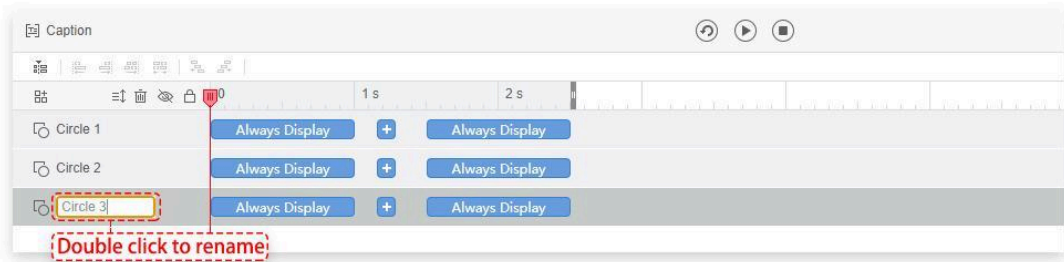 Caption
0 1 s 2 s
Circle 1 Always Display + Always Display
Circle 2 Always Display + Always Display
Circle 3 Always Display + Always Display
Double click to rename